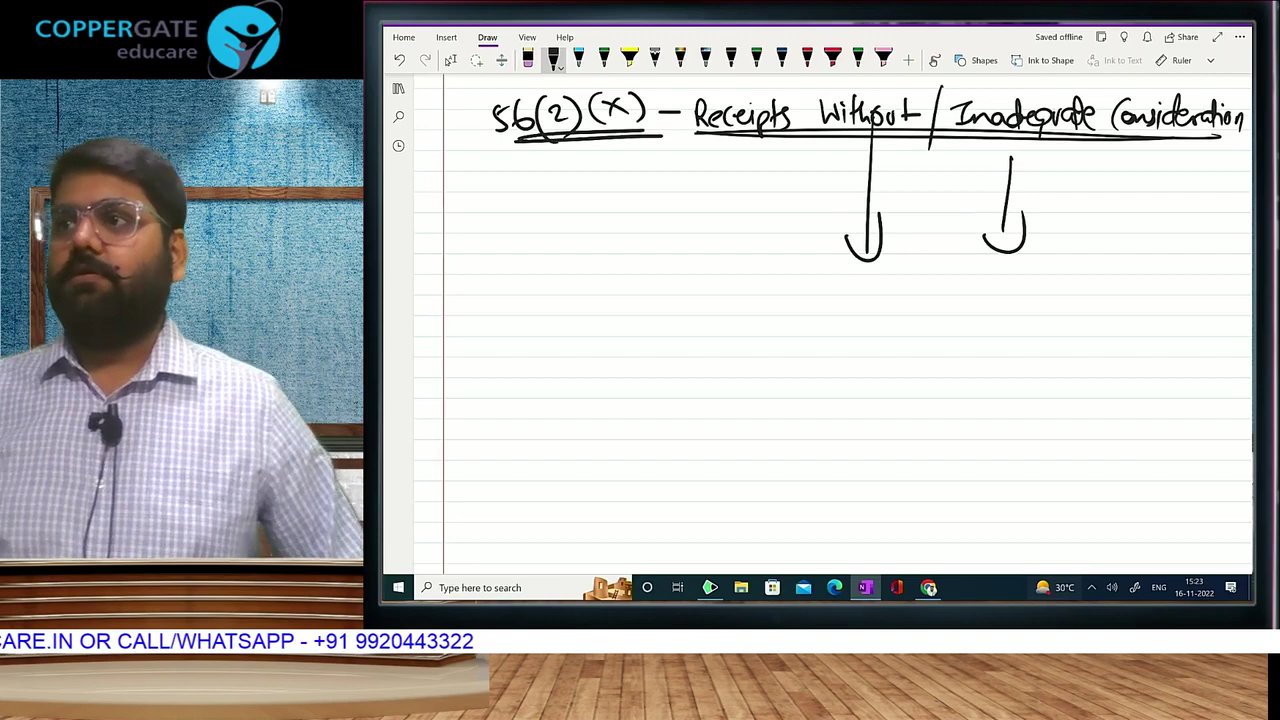 COPPERGATE
educare
Home Insert Draw View Help
Saved offline Share
Shapes Ink to Shape Ink to Text Ruler
56(2)(x) - Receipts Without / Inadequate Consideration
Type here to search
30°C ENG 15:23
16-11-2022
CARE.IN OR CALL/WHATSAPP - +91 9920443322